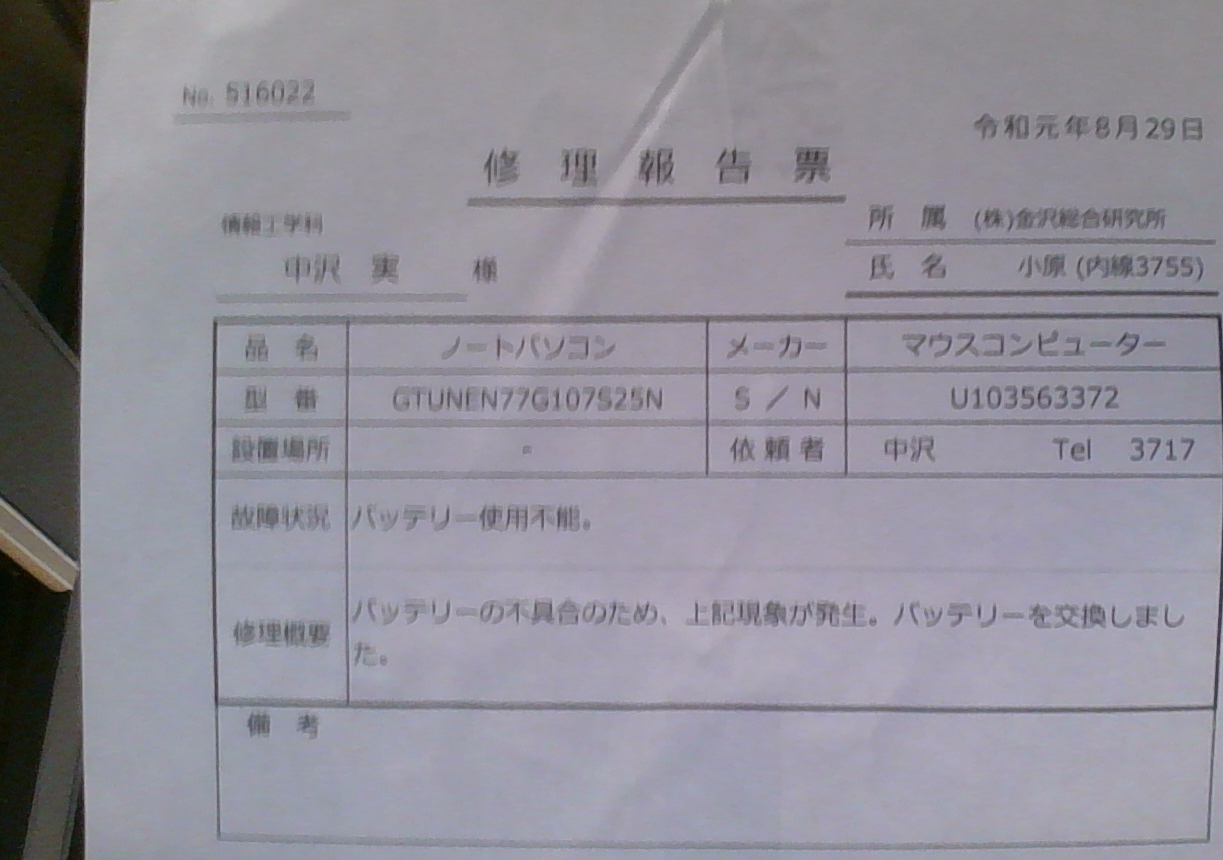 No. 516022
令和元年8月29日
修理報告票
情報工学科
所属 (株)金沢総合研究所
中沢 実 様
氏名 小原 (内線3755)
品名 ノートパソコン メーカー マウスコンピューター
型番 GTUNEN77G107S25N S/N U103563372
設置場所 - 依頼者 中沢 Tel 3717
故障状況 バッテリー使用不能。
修理概要 バッテリーの不具合のため、上記現象が発生。バッテリーを交換しまし
た。
備考